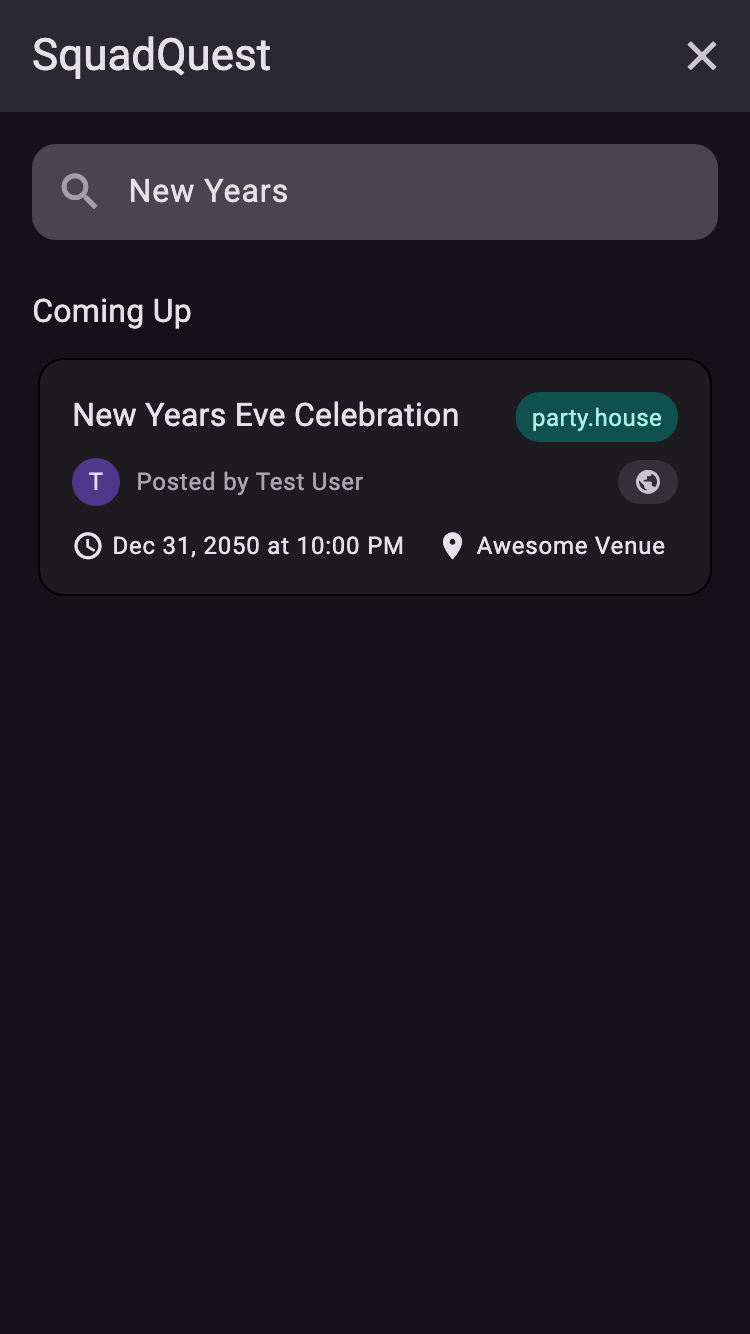 SquadQuest
New Years
Coming Up
New Years Eve Celebration
party.house
T
Posted by Test User
Dec 31, 2050 at 10:00 PM
Awesome Venue